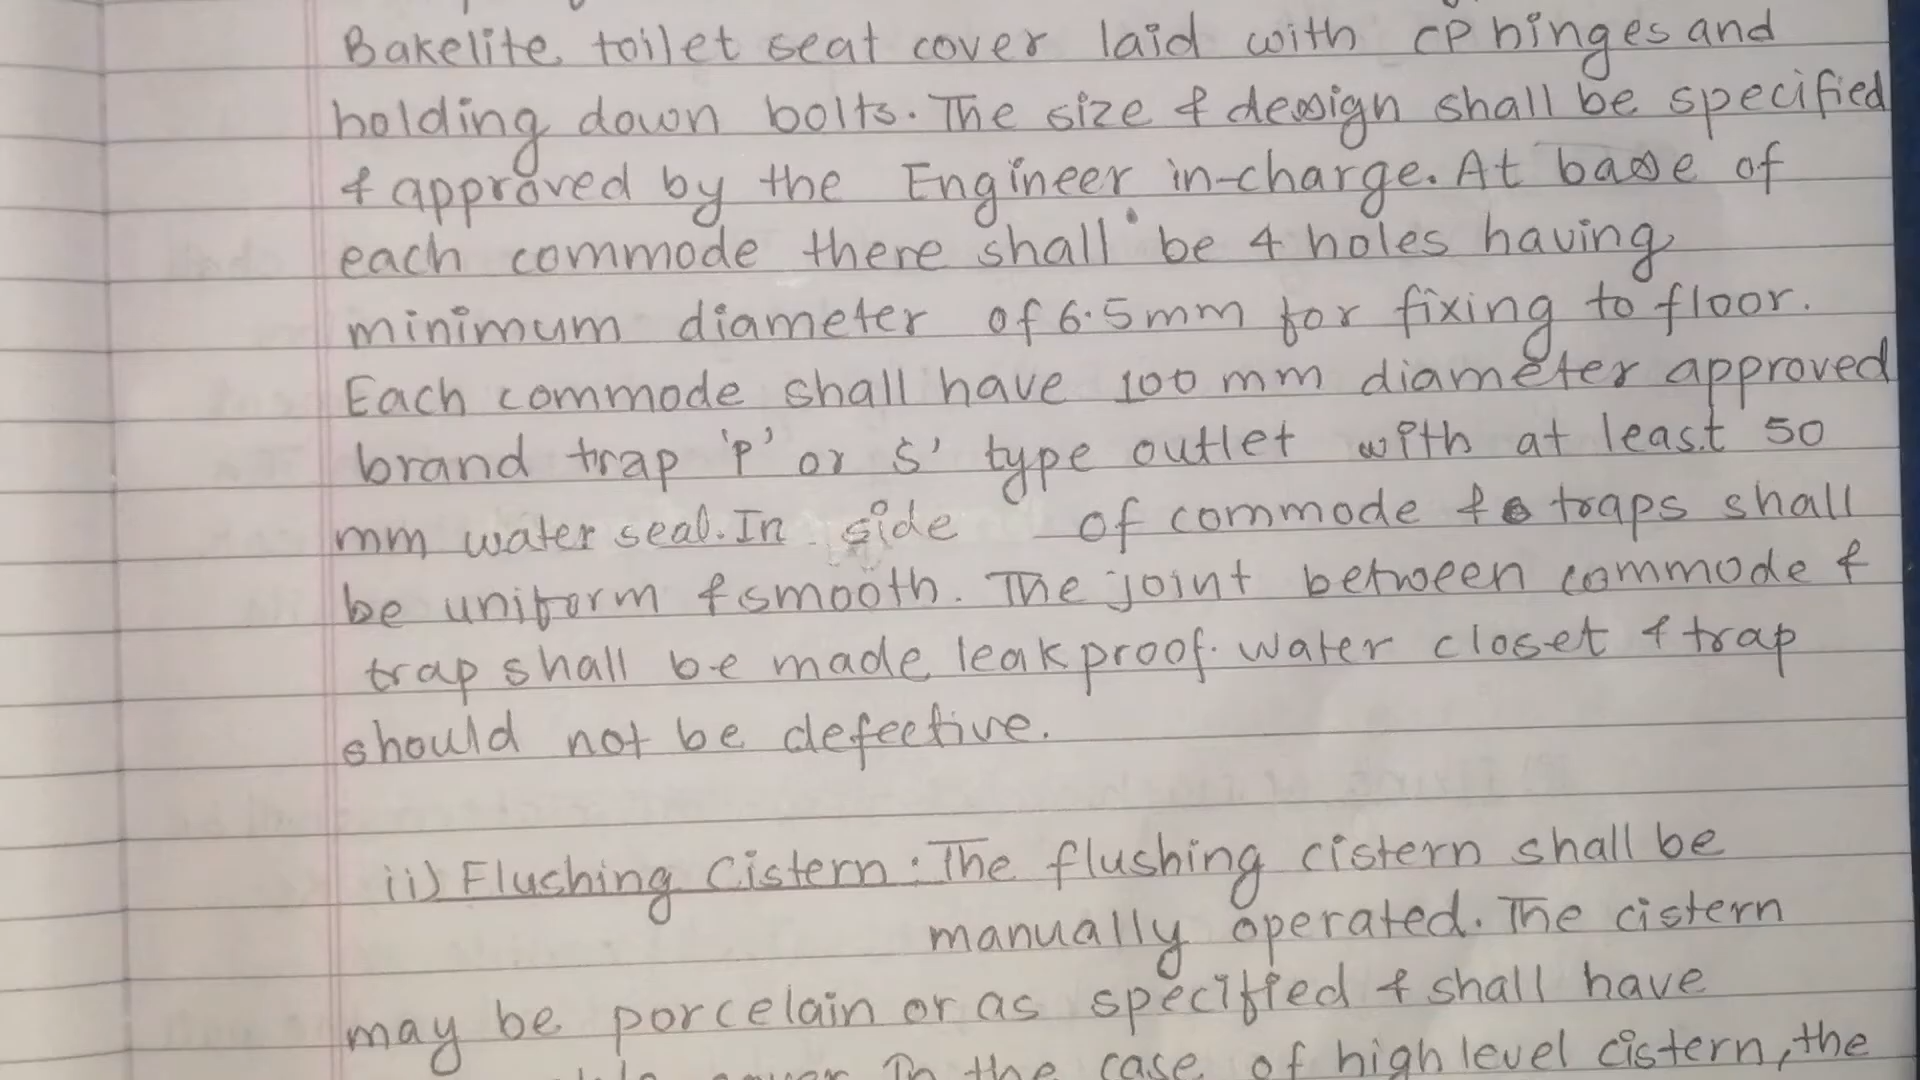 Bakelite toilet seat cover laid with CP hinges and
holding down bolts. The size & design shall be specified
& approved by the Engineer in-charge. At base of
each commode there shall be 4 holes having
minimum diameter of 6.5mm for fixing to floor.
Each commode shall have 100 mm diameter approved
brand trap 'P' or S' type outlet with at least 50
mm water seal. In side of commode & traps shall
be uniform & smooth. The joint between commode &
trap shall be made leakproof. Water closet & trap
should not be defective.
ii) Flushing Cistern: The flushing cistern shall be
manually operated. The cistern
may be porcelain or as specified & shall have
In the case of high level cistern, the